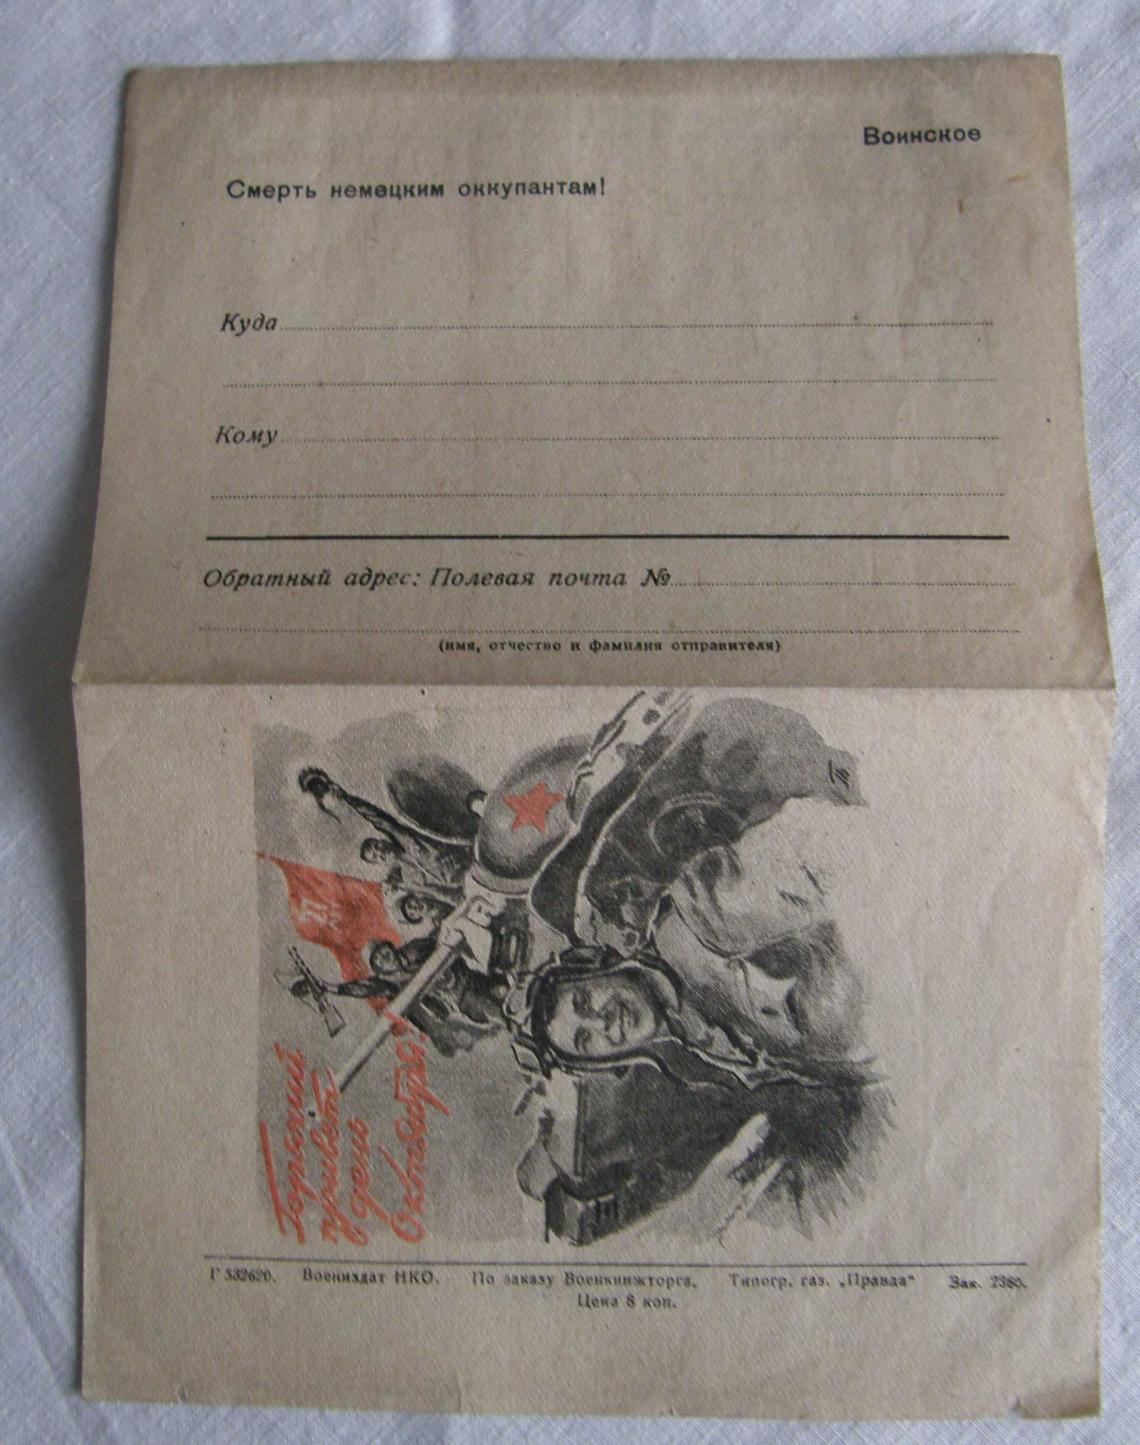 Воинское
Смерть немецким оккупантам!
Куда
Кому
Обратный адрес: Полевая почта №
(имя, отчество и фамилия отправителя)
27
Горячий
привет
в день
Октября!
Г 532620. Воениздат НКО. По заказу Военкнижторга. Типогр. газ. „Правда“ Зак. 2380.
Цена 8 коп.